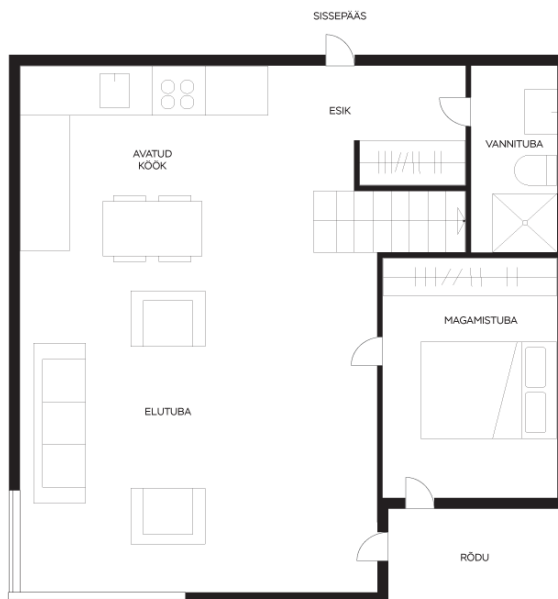 SISSEPÄÄS
ESIK
VANNITUBA
AVATUD
KÖÖK
MAGAMISTUBA
ELUTUBA
RÕDU